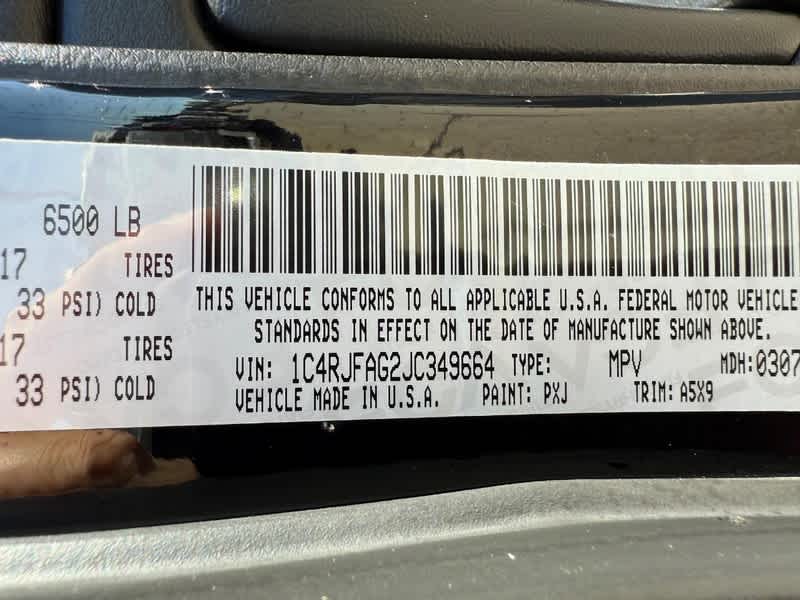 6500 LB
17 TIRES
33 PSI) COLD
17 TIRES
33 PSI) COLD
THIS VEHICLE CONFORMS TO ALL APPLICABLE U.S.A. FEDERAL MOTOR VEHICLE
STANDARDS IN EFFECT ON THE DATE OF MANUFACTURE SHOWN ABOVE.
VIN: 1C4RJFAG2JC349664 TYPE: MPV MDH: 0307
VEHICLE MADE IN U.S.A. PAINT: PXJ TRIM: A5X9